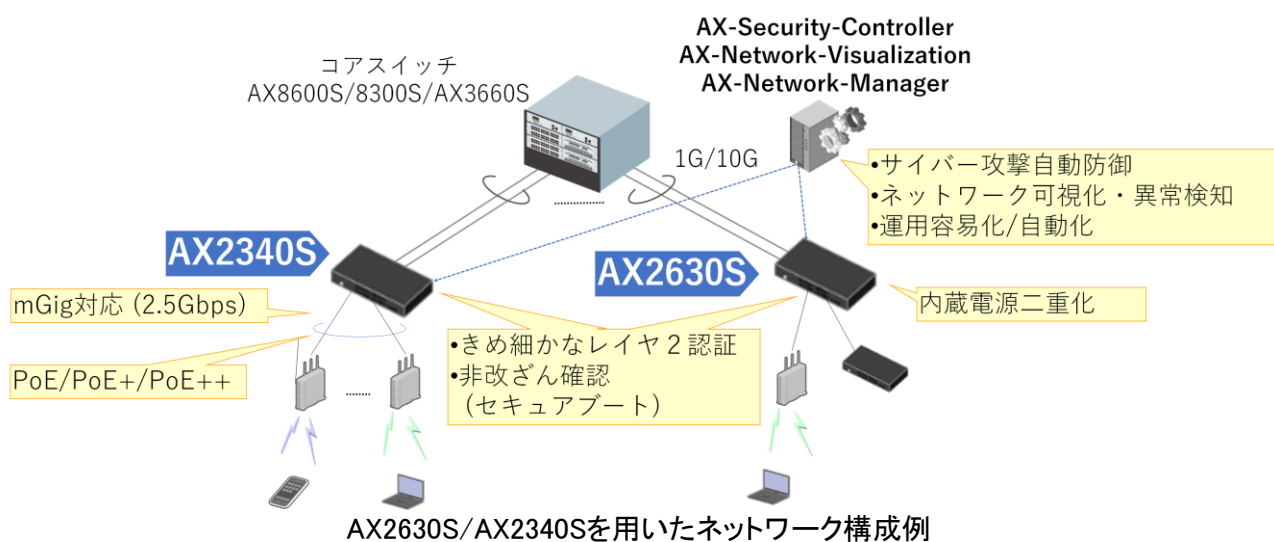 AX-Security-Controller
AX-Network-Visualization
AX-Network-Manager
コアスイッチ
AX8600S/8300S/AX3660S
1G/10G
•サイバー攻撃自動防御
•ネットワーク可視化・異常検知
•運用容易化/自動化
AX2340S
AX2630S
mGig対応 (2.5Gbps)
内蔵電源二重化
•きめ細かなレイヤ２認証
•非改ざん確認
（セキュアブート）
PoE/PoE+/PoE++
AX2630S/AX2340Sを用いたネットワーク構成例